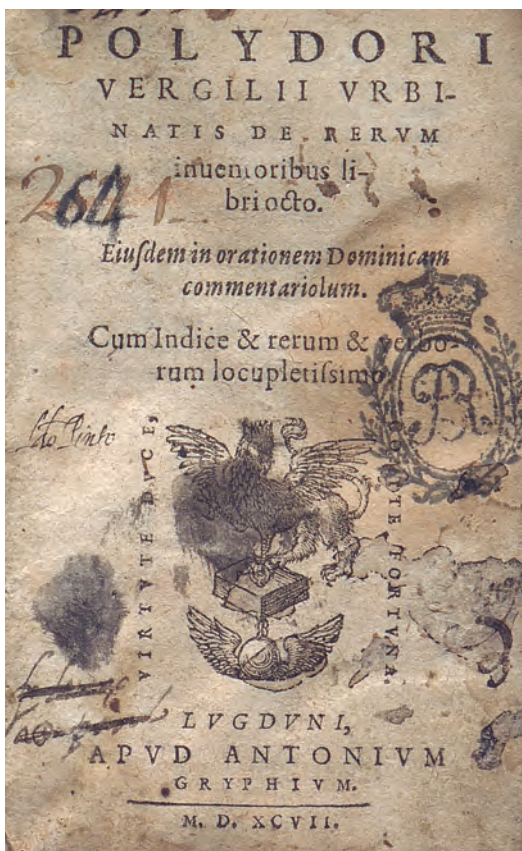 POLYDORI
VERGILII VRBI-
NATIS DE RERVM
inuentoribus li-
bri octo.
Eiuſdem in orationem Dominicam
commentariolum.
Cum Indice & rerum & verbo-
rum locupletiſsimo.
VIRTVTE DVCE,
COMITE FORTVNA.
LVGDVNI,
APVD ANTONIVM
GRYPHIVM.
M. D. XCVII.